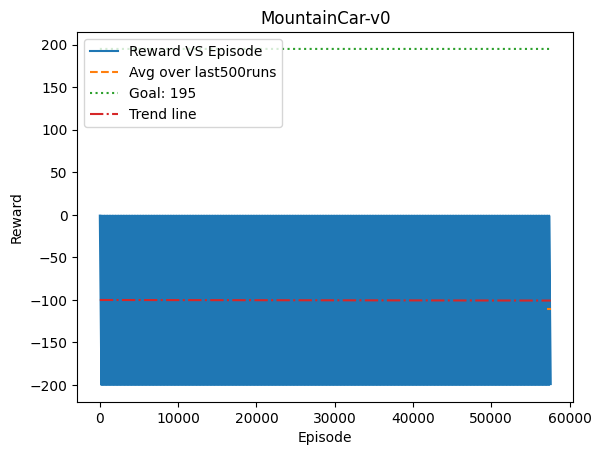 MountainCar-v0
Reward VS Episode
Avg over last500runs
Goal: 195
Trend line
200
150
100
50
0
−50
−100
−150
−200
Reward
0
10000
20000
30000
40000
50000
60000
Episode